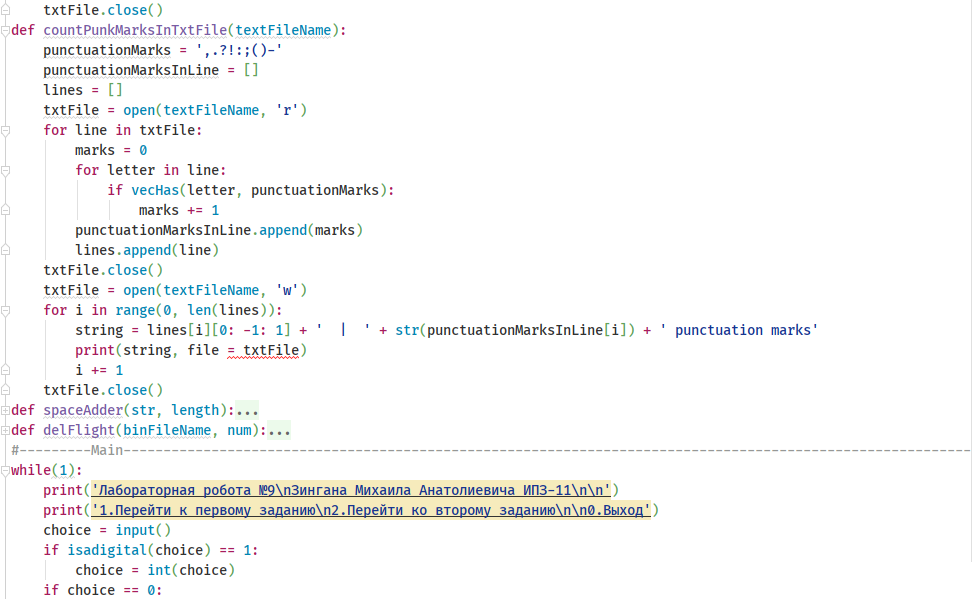 txtFile.close()
def countPunkMarksInTxtFile(textFileName):
    punctuationMarks = ',.?!:;()-'
    punctuationMarksInLine = []
    lines = []
    txtFile = open(textFileName, 'r')
    for line in txtFile:
        marks = 0
        for letter in line:
            if vecHas(letter, punctuationMarks):
                marks += 1
        punctuationMarksInLine.append(marks)
        lines.append(line)
    txtFile.close()
    txtFile = open(textFileName, 'w')
    for i in range(0, len(lines)):
        string = lines[i][0: -1: 1] + '  |  ' + str(punctuationMarksInLine[i]) + ' punctuation marks'
        print(string, file = txtFile)
        i += 1
    txtFile.close()
def spaceAdder(str, length):...
def delFlight(binFileName, num):...
#---------Main----------------------------------------------------------------------------------------------------------
while(1):
    print('Лабораторная робота №9\nЗингана Михаила Анатолиевича ИПЗ-11\n\n')
    print('1.Перейти к первому заданию\n2.Перейти ко второму заданию\n\n0.Выход')
    choice = input()
    if isadigital(choice) == 1:
        choice = int(choice)
    if choice == 0: